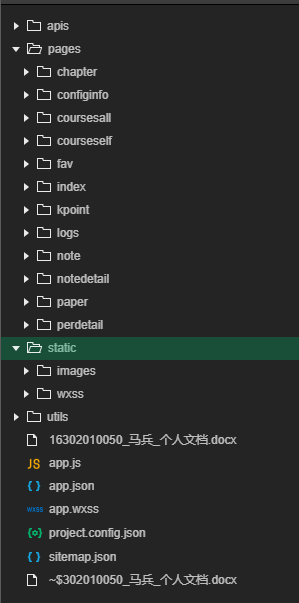 apis
pages
chapter
configinfo
coursesall
courseself
fav
index
kpoint
logs
note
notedetail
paper
perdetail
static
images
wxss
utils
16302010050_马兵_个人文档.docx
JS app.js
{ } app.json
wxss app.wxss
{o} project.config.json
{ } sitemap.json
~$302010050_马兵_个人文档.docx